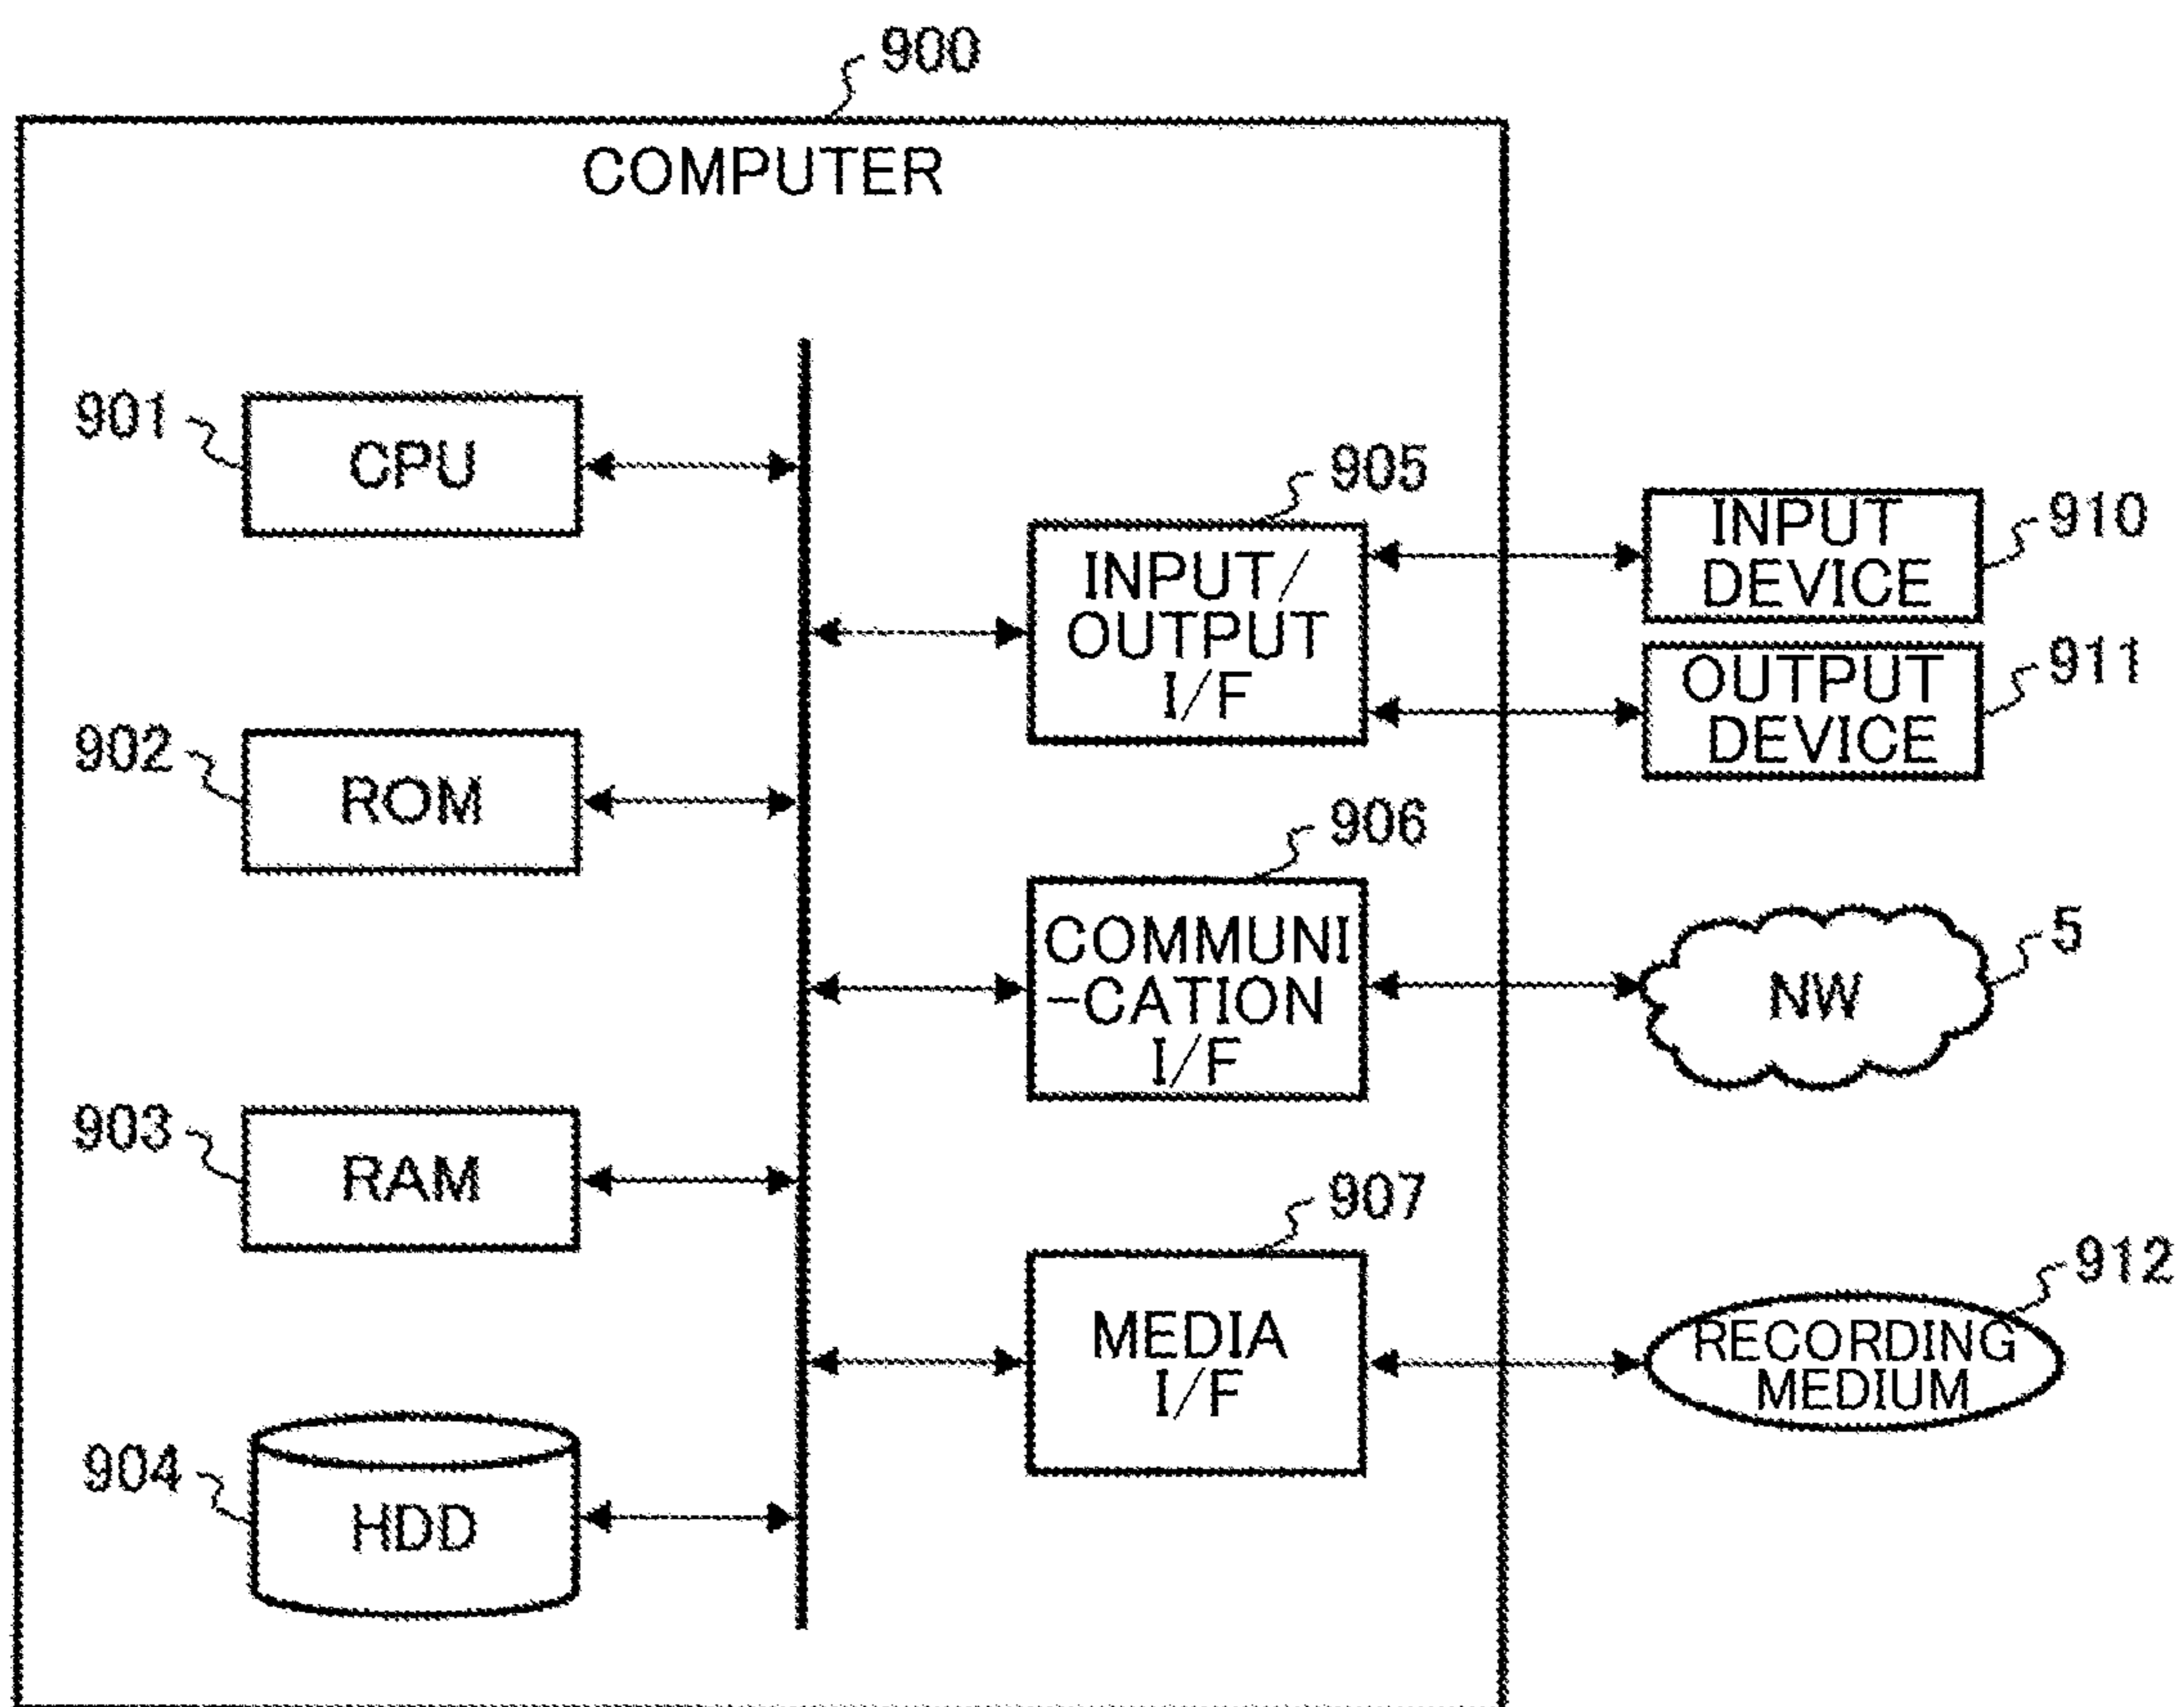 900
COMPUTER
901
CPU
905
INPUT/
OUTPUT
I/F
INPUT
DEVICE
910
OUTPUT
DEVICE
911
902
ROM
906
COMMUNI
-CATION
I/F
NW
5
903
RAM
907
MEDIA
I/F
912
RECORDING
MEDIUM
904
HDD